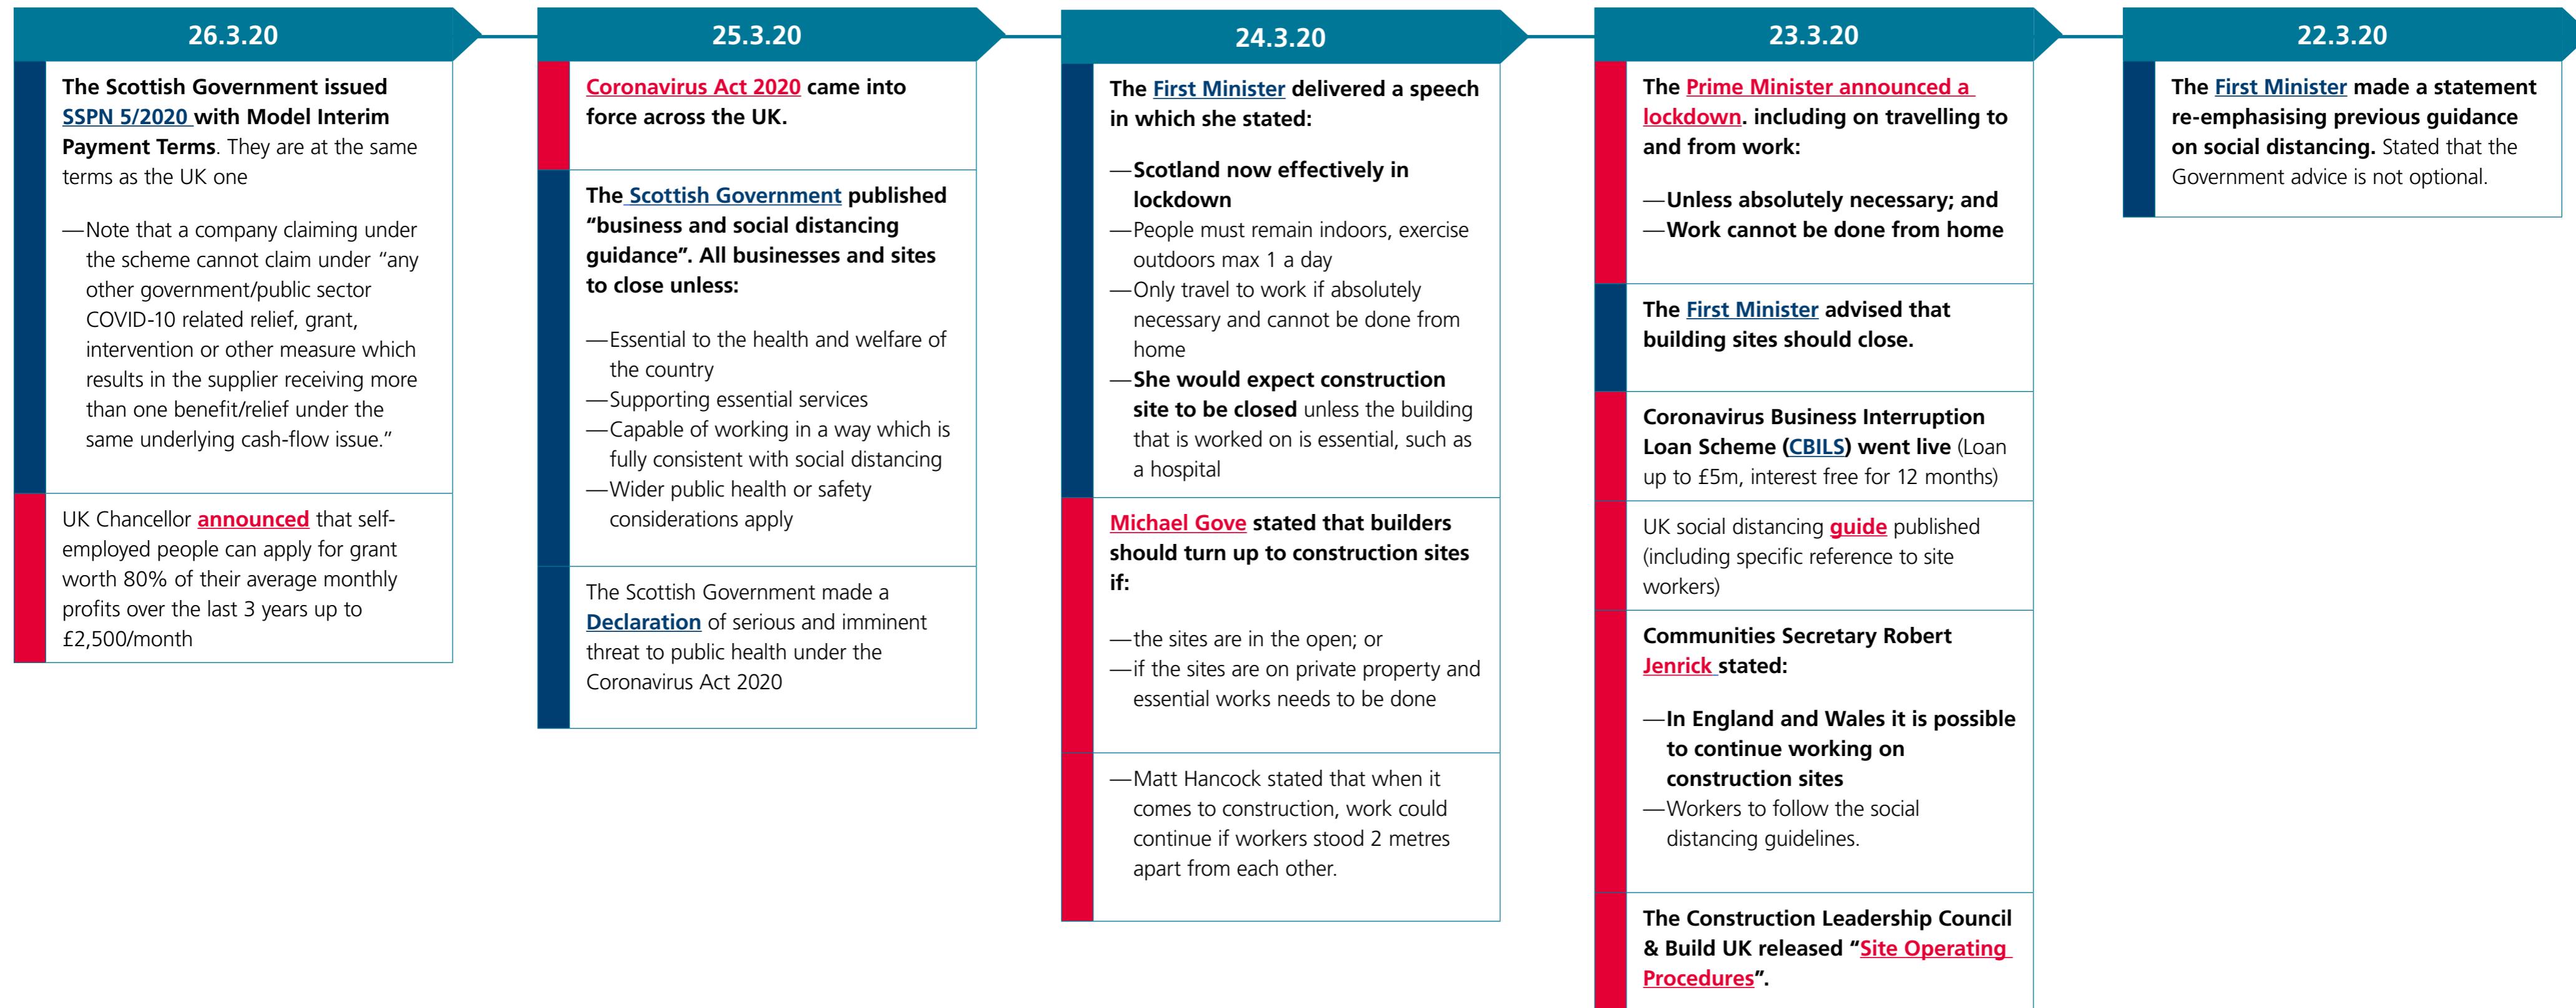 26.3.20
The Scottish Government issued
SSPN 5/2020 with Model Interim
Payment Terms. They are at the same
terms as the UK one
—Note that a company claiming under
the scheme cannot claim under “any
other government/public sector
COVID-10 related relief, grant,
intervention or other measure which
results in the supplier receiving more
than one benefit/relief under the
same underlying cash-flow issue.”
UK Chancellor announced that self-
employed people can apply for grant
worth 80% of their average monthly
profits over the last 3 years up to
£2,500/month
25.3.20
Coronavirus Act 2020 came into
force across the UK.
The Scottish Government published
“business and social distancing
guidance”. All businesses and sites
to close unless:
—Essential to the health and welfare of
the country
—Supporting essential services
—Capable of working in a way which is
fully consistent with social distancing
—Wider public health or safety
considerations apply
The Scottish Government made a
Declaration of serious and imminent
threat to public health under the
Coronavirus Act 2020
24.3.20
The First Minister delivered a speech
in which she stated:
—Scotland now effectively in
lockdown
—People must remain indoors, exercise
outdoors max 1 a day
—Only travel to work if absolutely
necessary and cannot be done from
home
—She would expect construction
site to be closed unless the building
that is worked on is essential, such as
a hospital
Michael Gove stated that builders
should turn up to construction sites
if:
—the sites are in the open; or
—if the sites are on private property and
essential works needs to be done
—Matt Hancock stated that when it
comes to construction, work could
continue if workers stood 2 metres
apart from each other.
23.3.20
The Prime Minister announced a
lockdown. including on travelling to
and from work:
—Unless absolutely necessary; and
—Work cannot be done from home
The First Minister advised that
building sites should close.
Coronavirus Business Interruption
Loan Scheme (CBILS) went live (Loan
up to £5m, interest free for 12 months)
UK social distancing guide published
(including specific reference to site
workers)
Communities Secretary Robert
Jenrick stated:
—In England and Wales it is possible
to continue working on
construction sites
—Workers to follow the social
distancing guidelines.
The Construction Leadership Council
& Build UK released “Site Operating
Procedures”.
22.3.20
The First Minister made a statement
re-emphasising previous guidance
on social distancing. Stated that the
Government advice is not optional.